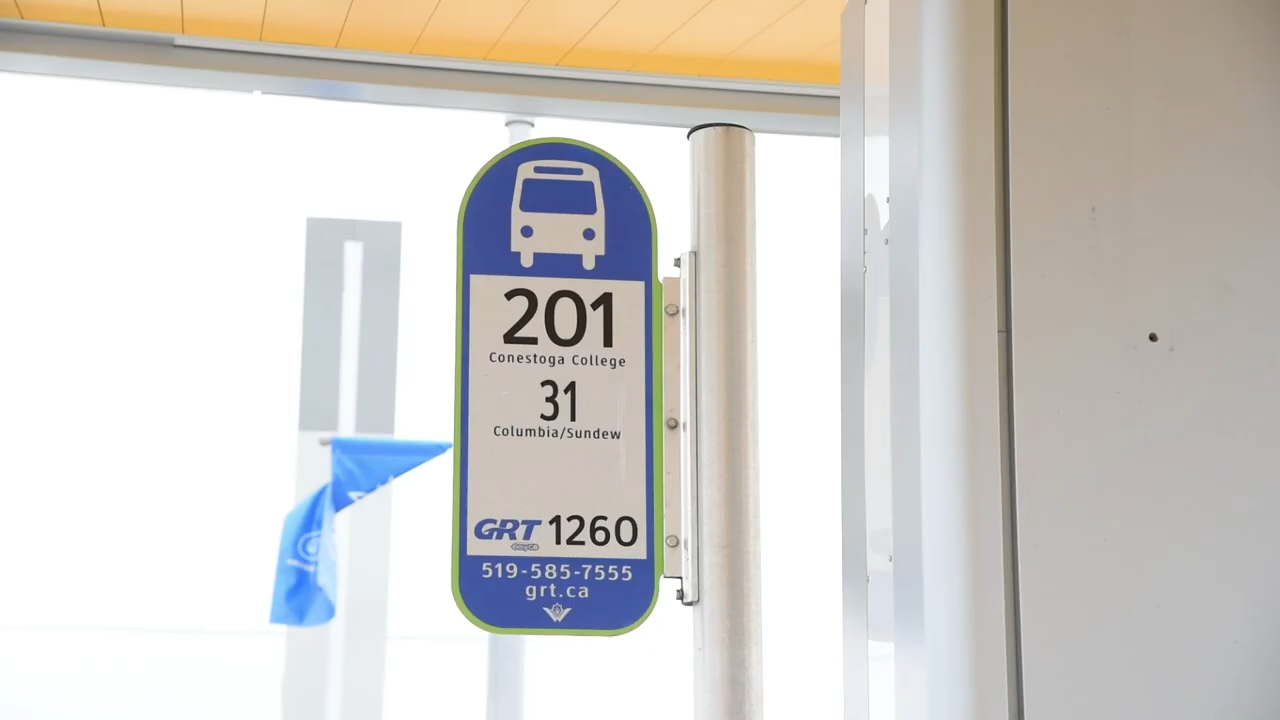 201
Conestoga College
31
Columbia/Sundew
GRT 1260
519-585-7555
grt.ca